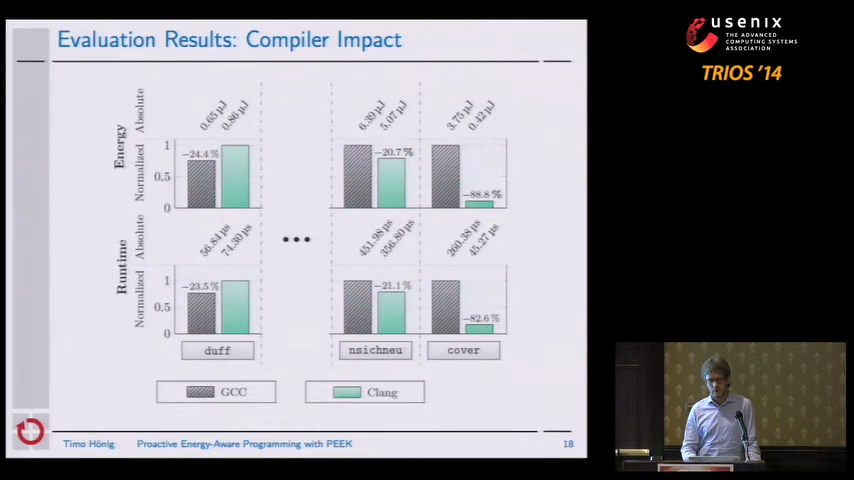 Evaluation Results: Compiler Impact
usenix
THE ADVANCED
COMPUTING SYSTEMS
ASSOCIATION
TRIOS '14
Energy
Absolute
0.65 µJ
0.86 µJ
6.39 µJ
5.07 µJ
3.75 µJ
0.42 µJ
Normalized
1
0.5
0
−24.4 %
−20.7 %
−88.8 %
Runtime
Absolute
56.84 µs
74.30 µs
•••
451.98 µs
356.80 µs
260.38 µs
45.27 µs
Normalized
1
0.5
0
−23.5 %
−21.1 %
−82.6 %
duff
nsichneu
cover
GCC
Clang
Timo Hönig
Proactive Energy-Aware Programming with PEEK
18